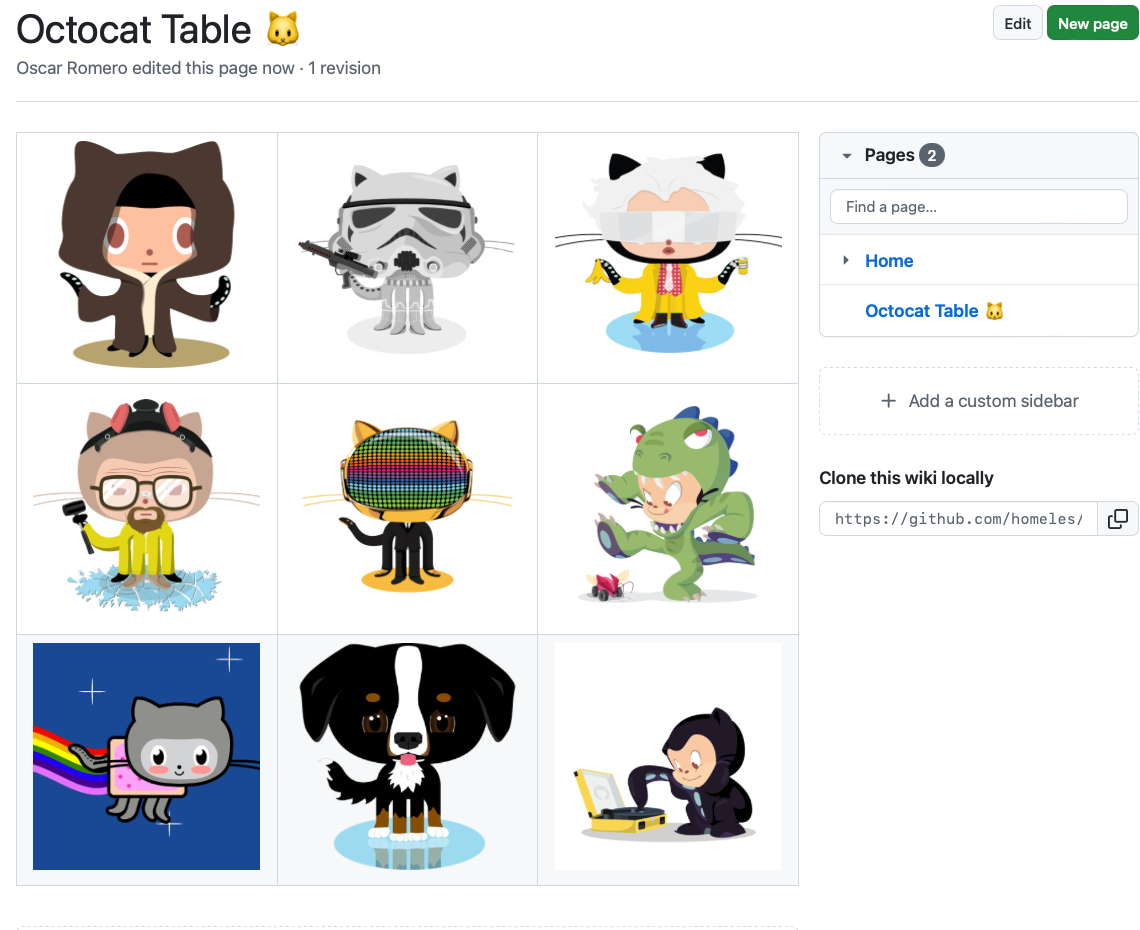 Octocat Table 🐱
Edit
New page
Oscar Romero edited this page now · 1 revision
Pages 2
Find a page...
Home
Octocat Table 🐱
Add a custom sidebar
Clone this wiki locally
https://github.com/homeles/